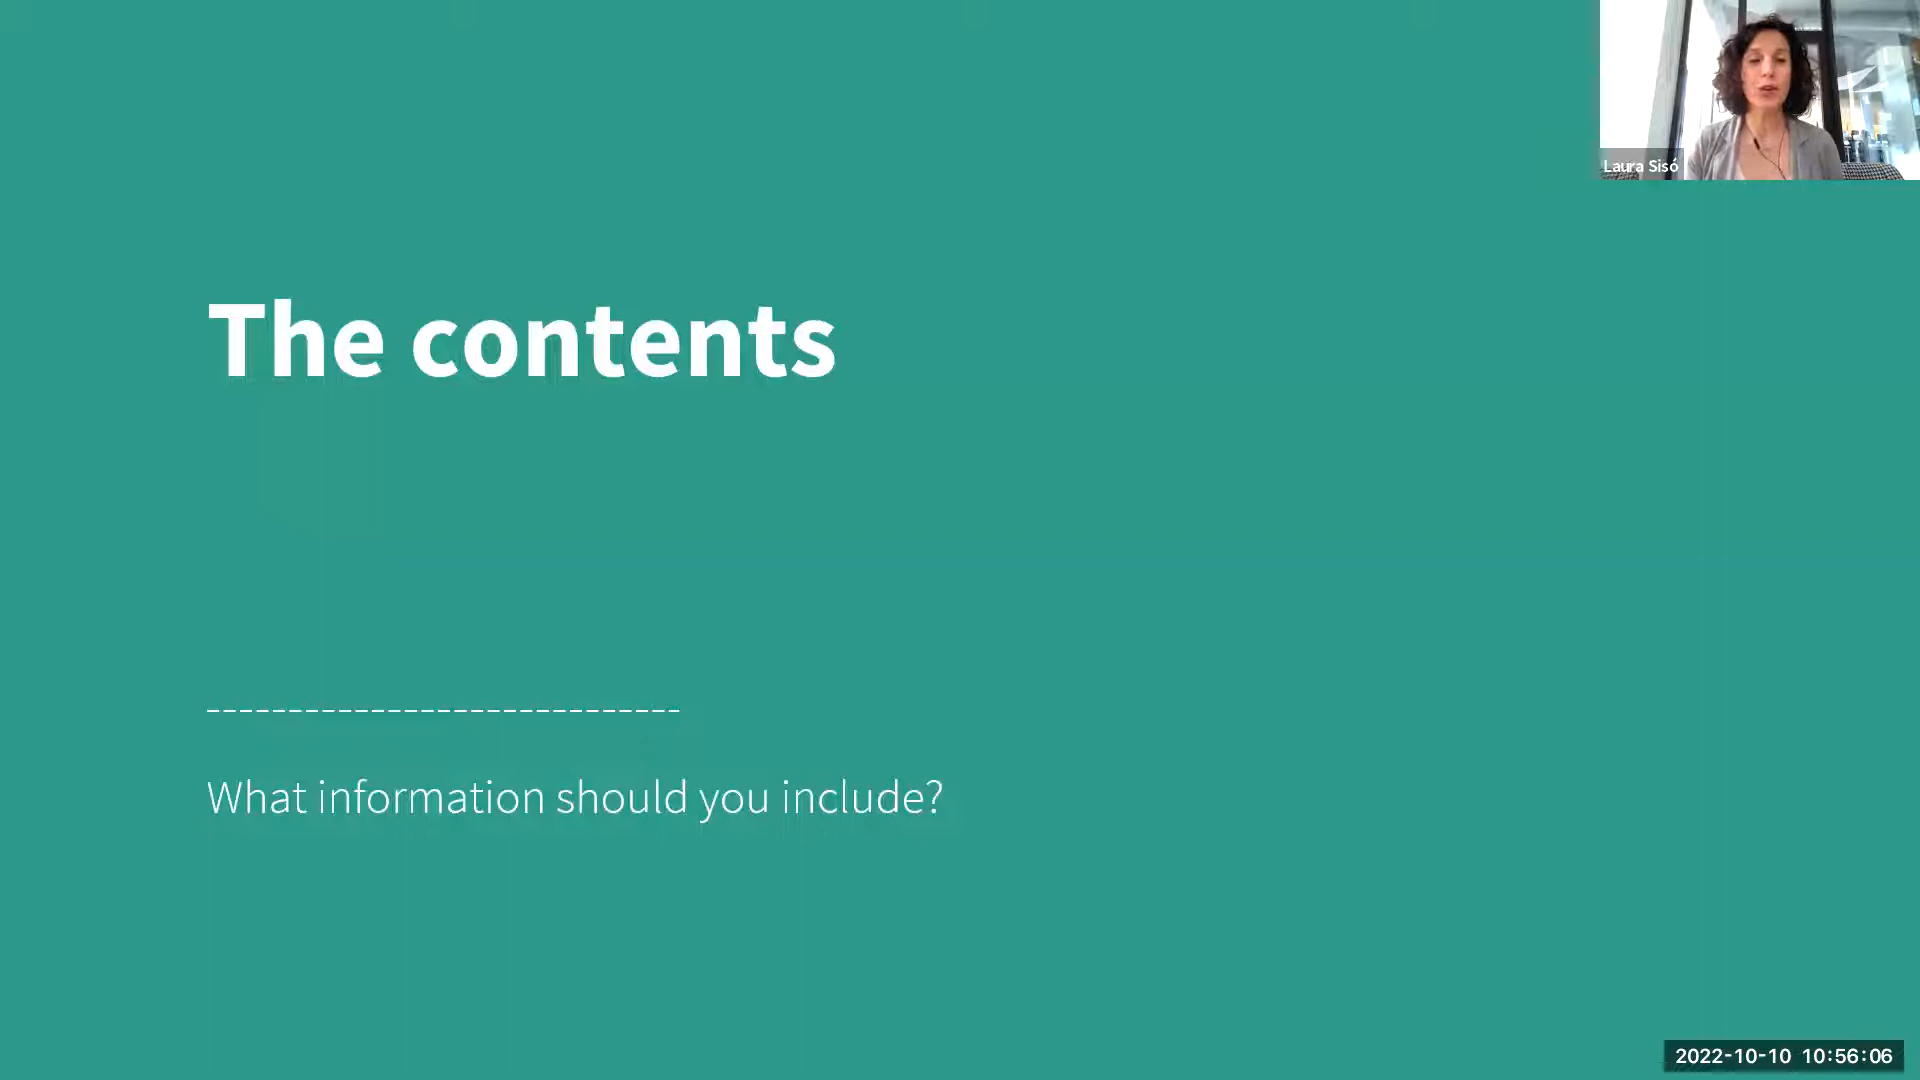 Laura Sisó
The contents
-----------------------------
What information should you include?
2022-10-10 10:56:06